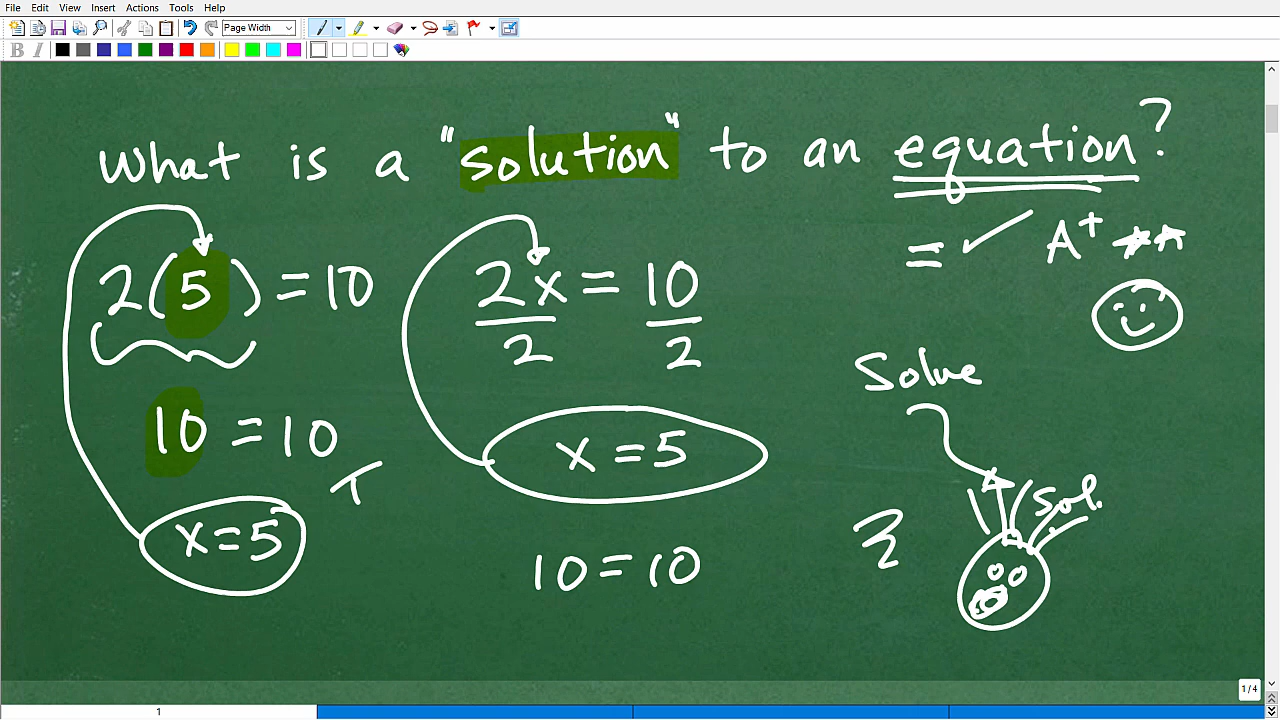 File Edit View Insert Actions Tools Help
Page Width
B I
What is a "solution" to an equation?
= ✓ A+ ★★
2(5) = 10
10 = 10
T
x = 5
2x = 10
2 2
x = 5
10 = 10
Solve
Sol.
1/4
1